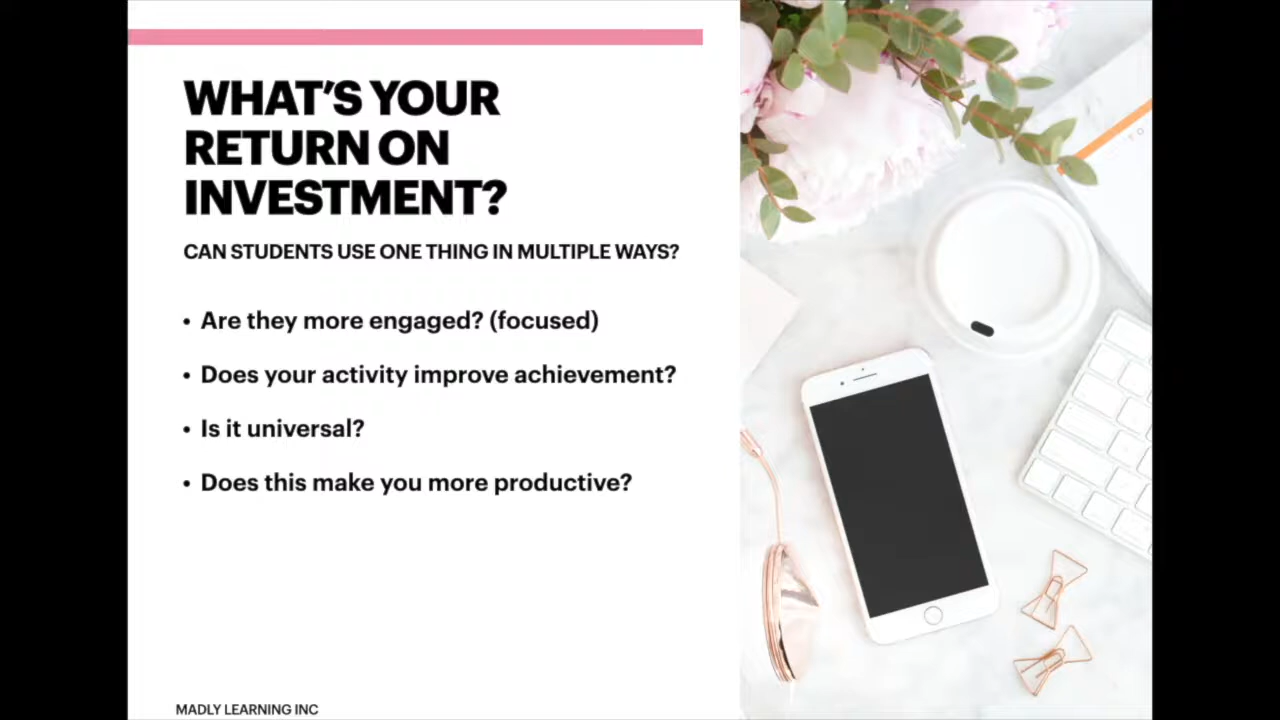 WHAT'S YOUR
RETURN ON
INVESTMENT?
CAN STUDENTS USE ONE THING IN MULTIPLE WAYS?
• Are they more engaged? (focused)
• Does your activity improve achievement?
• Is it universal?
• Does this make you more productive?
MADLY LEARNING INC